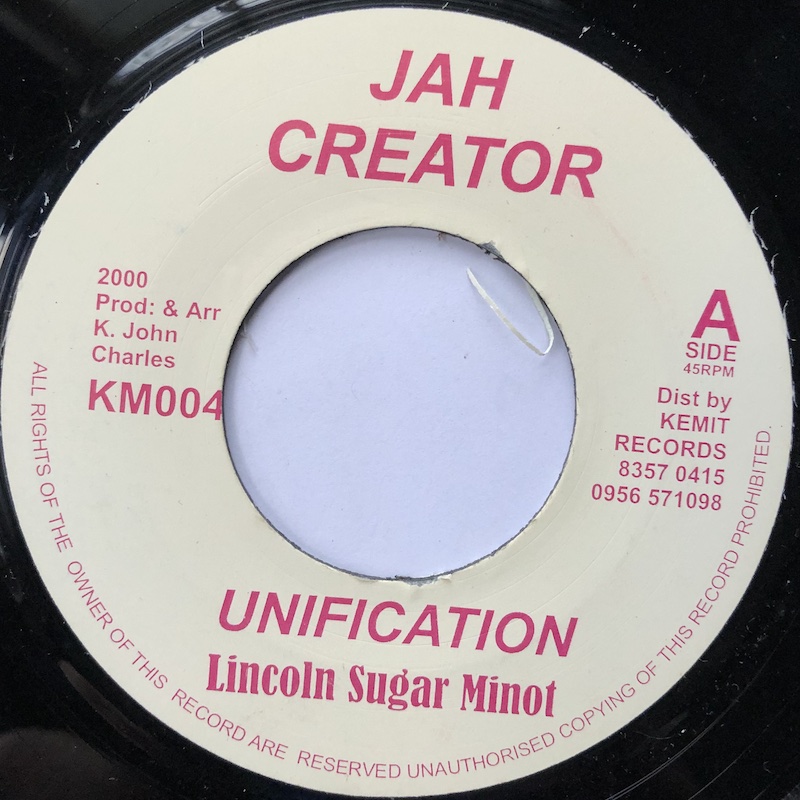 JAH
CREATOR
2000
Prod: & Arr
K. John
Charles
KM004
A
SIDE
45RPM
Dist by
KEMIT
RECORDS
8357 0415
0956 571098
UNIFICATION
Lincoln Sugar Minot
ALL RIGHTS OF THE OWNER OF THIS RECORD ARE RESERVED UNAUTHORISED COPYING OF THIS RECORD PROHIBITED.